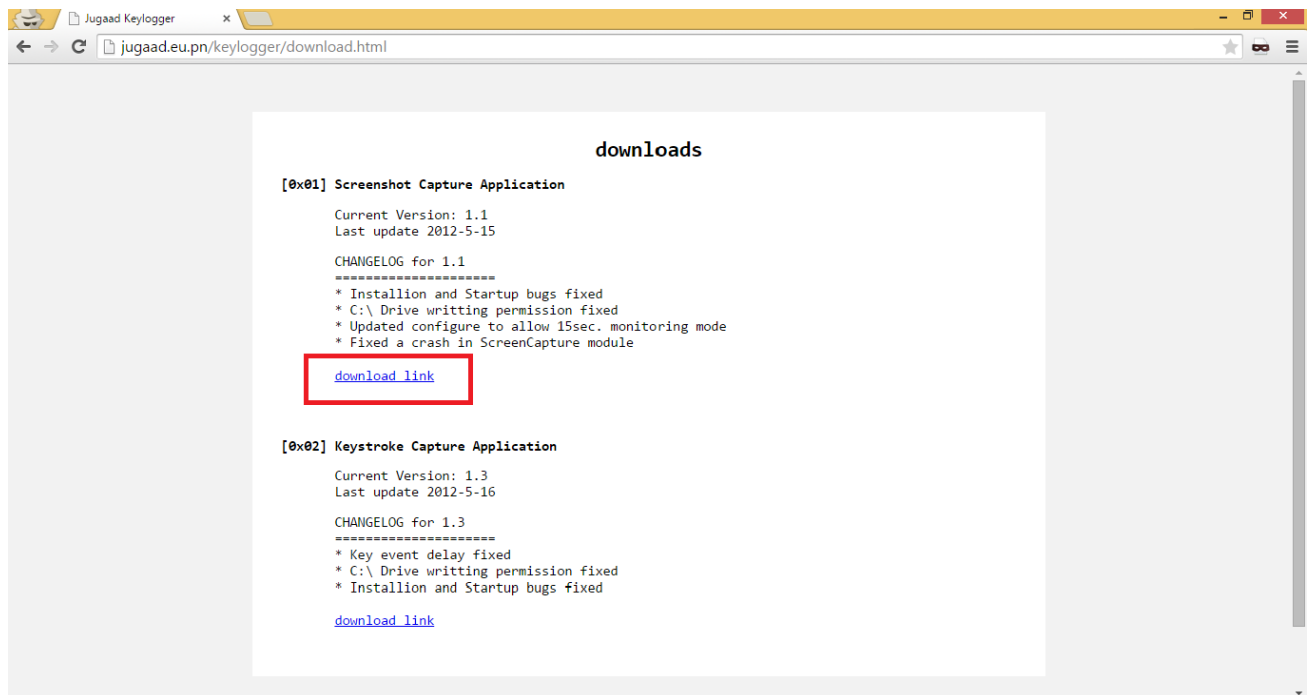 Jugaad Keylogger
jugaad.eu.pn/keylogger/download.html
downloads
[0x01] Screenshot Capture Application
Current Version: 1.1
Last update 2012-5-15
CHANGELOG for 1.1
=====================
* Installion and Startup bugs fixed
* C:\ Drive writting permission fixed
* Updated configure to allow 15sec. monitoring mode
* Fixed a crash in ScreenCapture module
download link
[0x02] Keystroke Capture Application
Current Version: 1.3
Last update 2012-5-16
CHANGELOG for 1.3
=====================
* Key event delay fixed
* C:\ Drive writting permission fixed
* Installion and Startup bugs fixed
download link